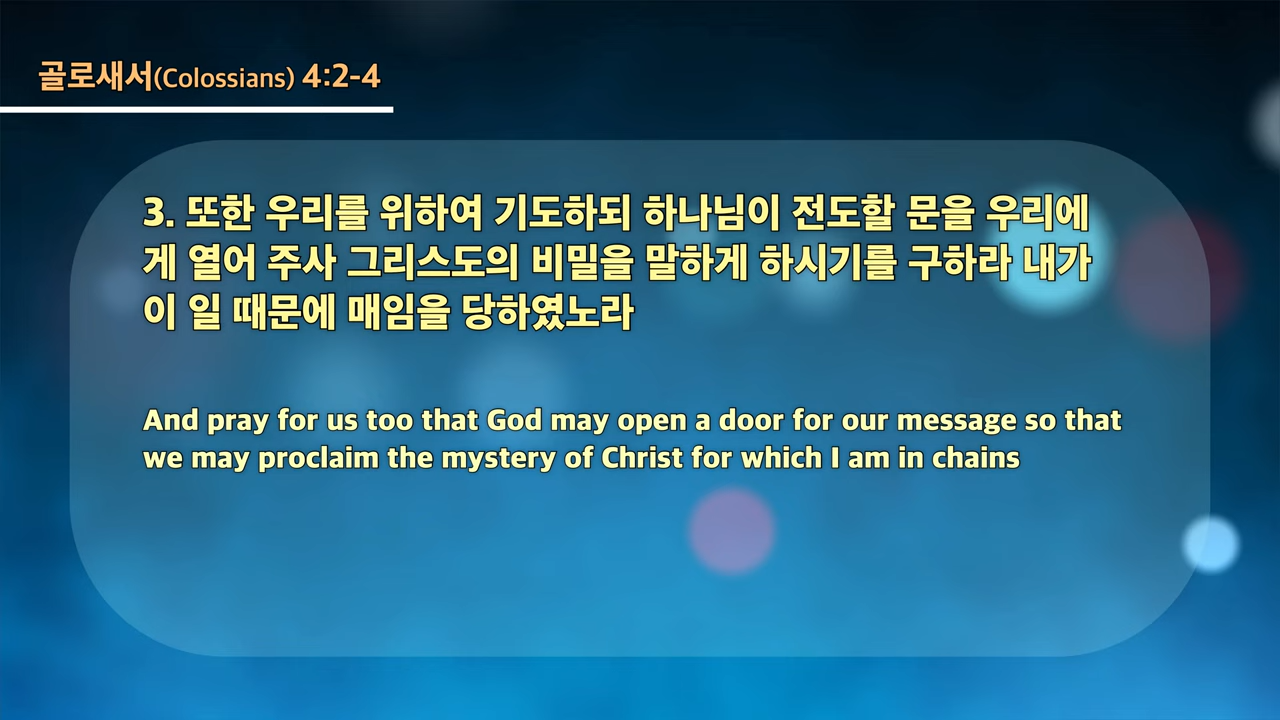 골로새서(Colossians) 4:2-4
3. 또한 우리를 위하여 기도하되 하나님이 전도할 문을 우리에
게 열어 주사 그리스도의 비밀을 말하게 하시기를 구하라 내가
이 일 때문에 매임을 당하였노라
And pray for us too that God may open a door for our message so that
we may proclaim the mystery of Christ for which I am in chains